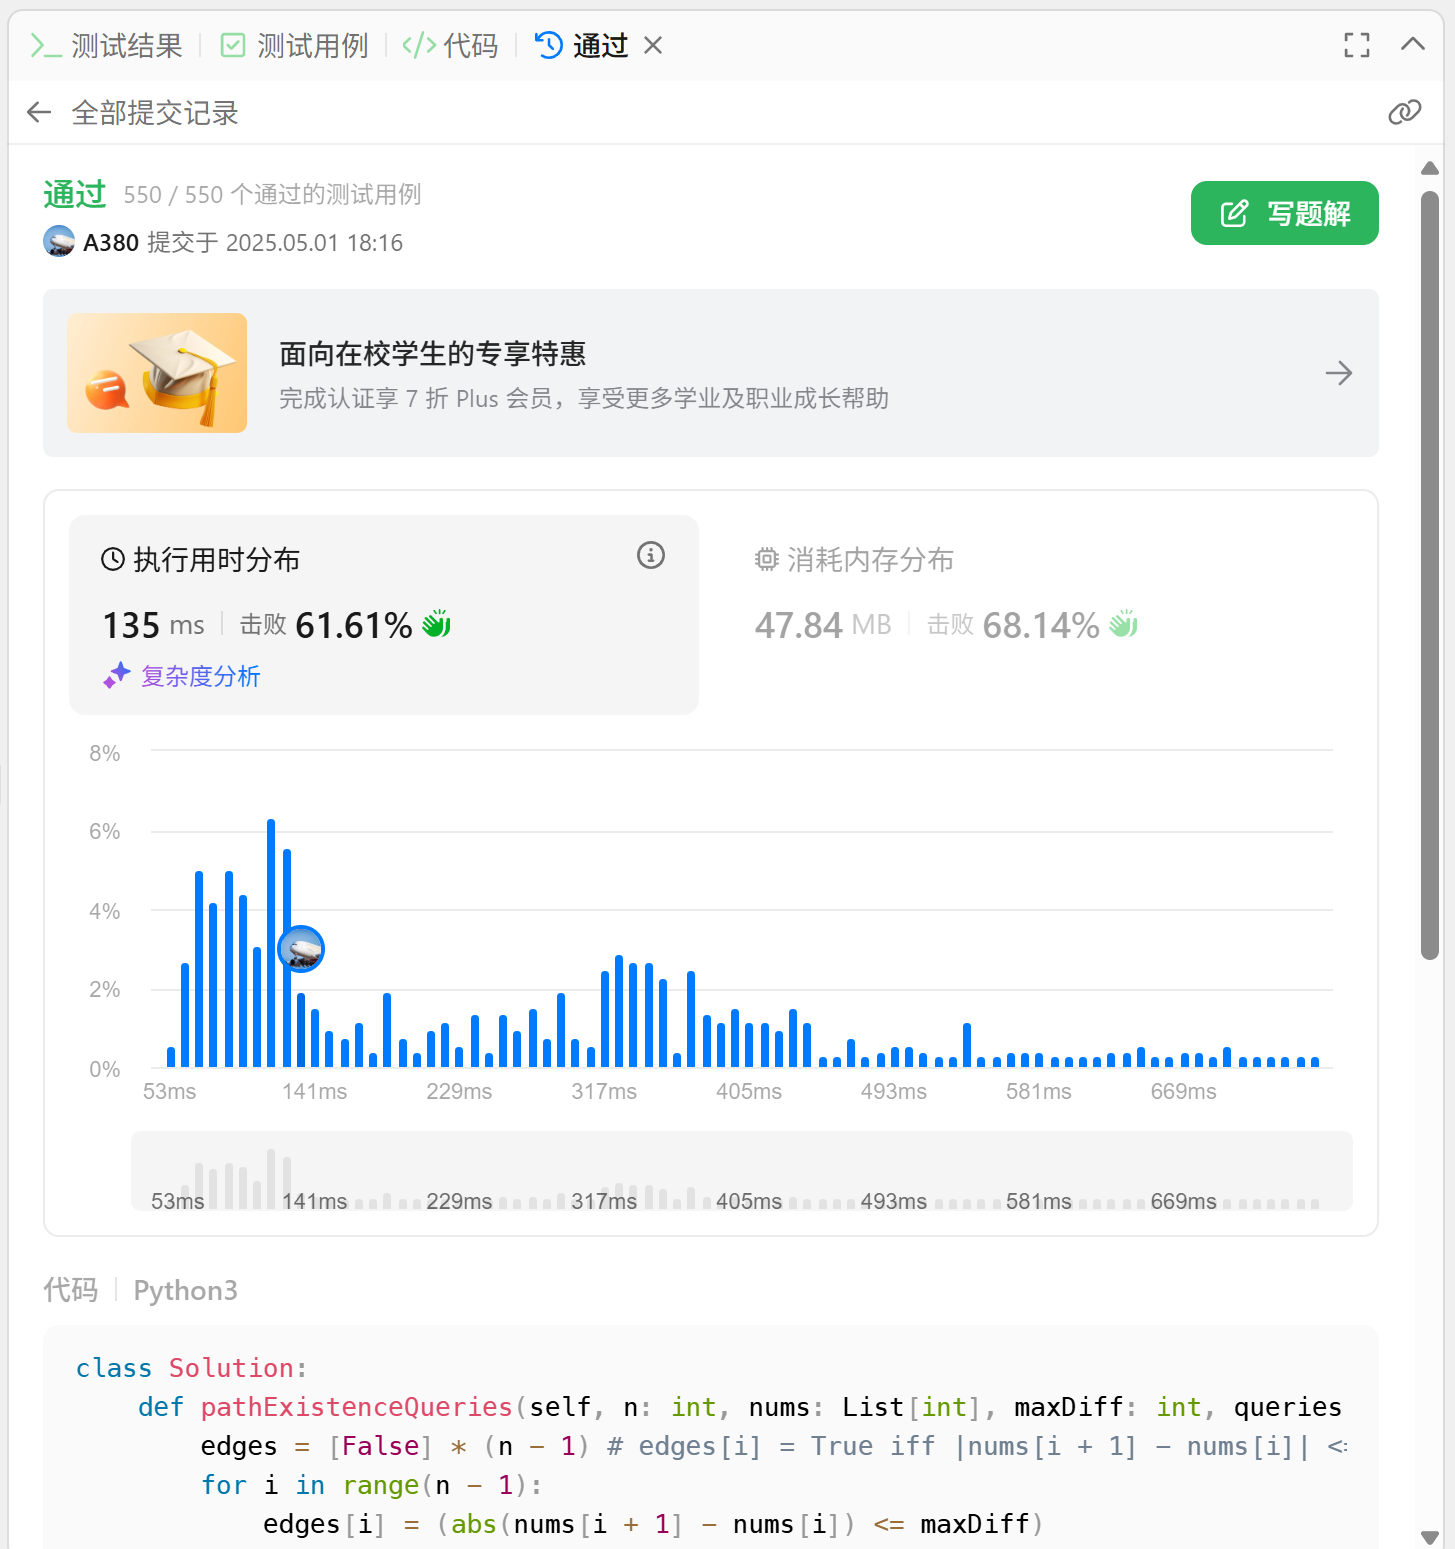 测试结果 测试用例 代码 通过
全部提交记录
通过 550 / 550 个通过的测试用例
A380 提交于 2025.05.01 18:16
写题解
面向在校学生的专享特惠
完成认证享 7 折 Plus 会员，享受更多学业及职业成长帮助
执行用时分布
135 ms 击败 61.61%
复杂度分析
消耗内存分布
47.84 MB 击败 68.14%
8%
6%
4%
2%
0%
53ms 141ms 229ms 317ms 405ms 493ms 581ms 669ms
53ms 141ms 229ms 317ms 405ms 493ms 581ms 669ms
代码 Python3
class Solution:
    def pathExistenceQueries(self, n: int, nums: List[int], maxDiff: int, queries
        edges = [False] * (n - 1) # edges[i] = True iff |nums[i + 1] - nums[i]| <=
        for i in range(n - 1):
            edges[i] = (abs(nums[i + 1] - nums[i]) <= maxDiff)